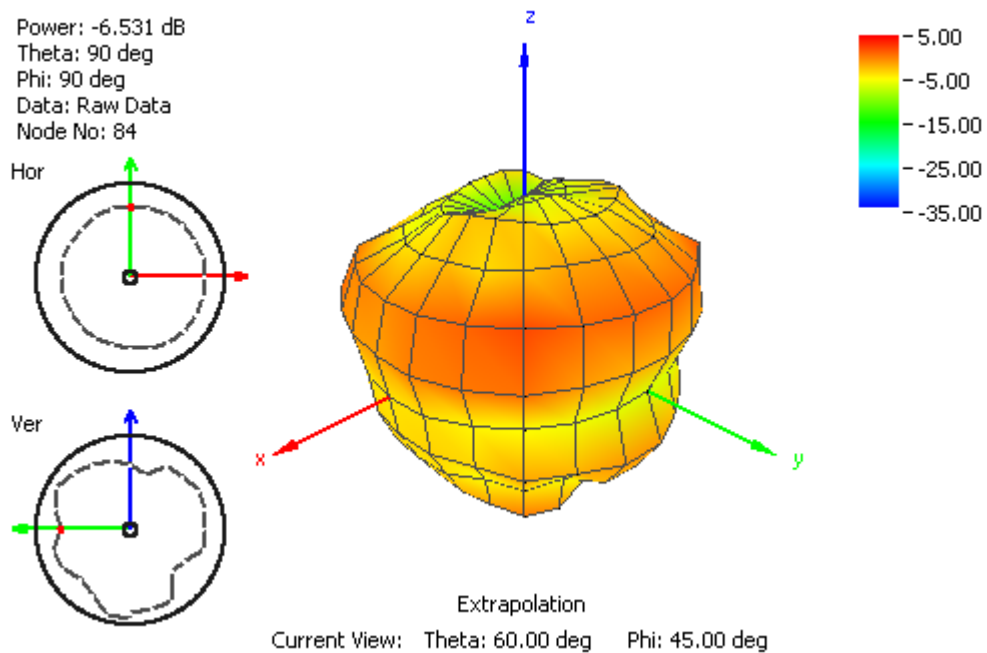 Power: -6.531 dB
Theta: 90 deg
Phi: 90 deg
Data: Raw Data
Node No: 84
Hor
Ver
z
x
y
5.00
-5.00
-15.00
-25.00
-35.00
Extrapolation
Current View: Theta: 60.00 deg Phi: 45.00 deg